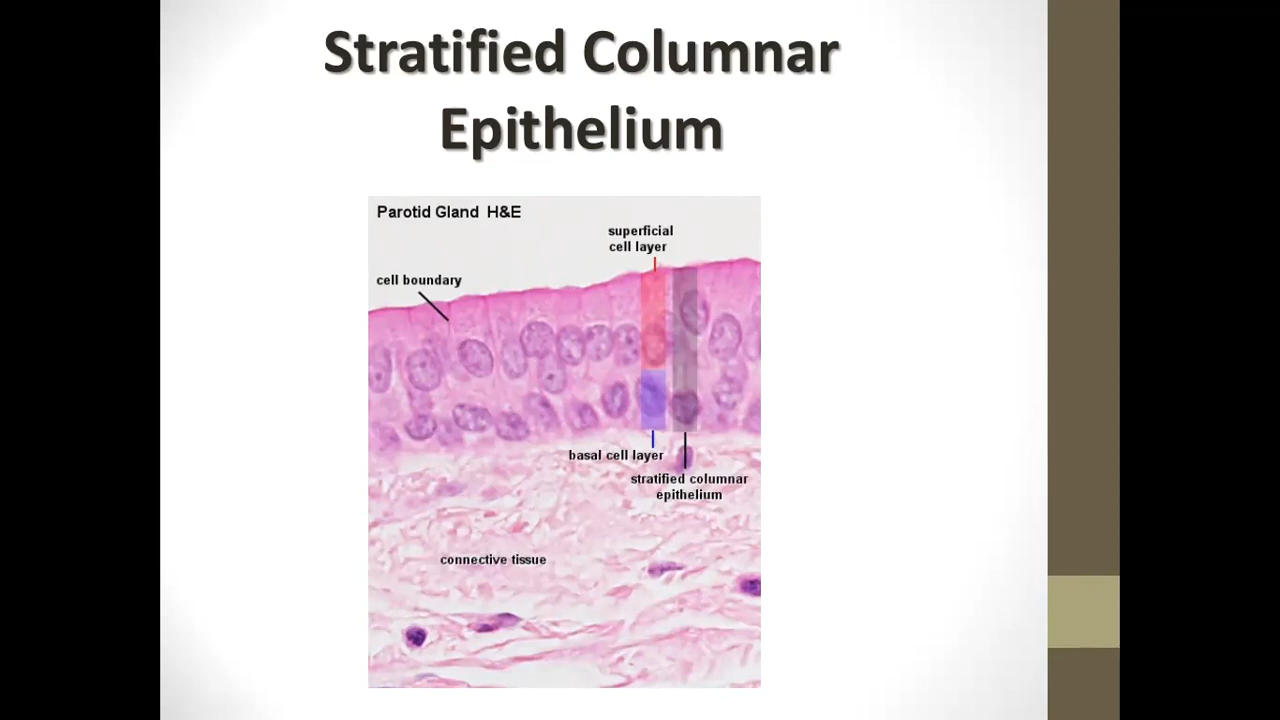 Stratified Columnar
Epithelium
Parotid Gland H&E
superficial
cell layer
cell boundary
basal cell layer
stratified columnar
epithelium
connective tissue